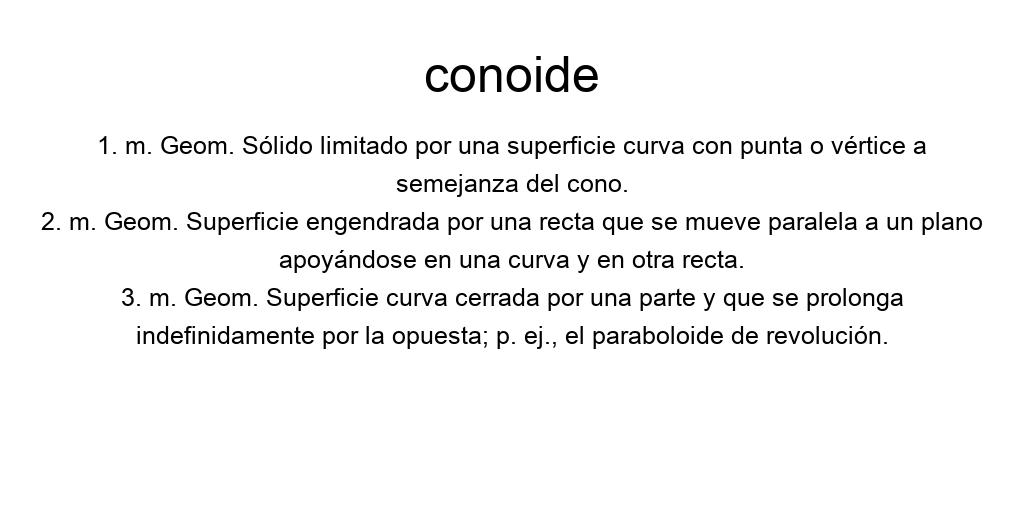 conoide
1. m. Geom. Sólido limitado por una superficie curva con punta o vértice a
semejanza del cono.
2. m. Geom. Superficie engendrada por una recta que se mueve paralela a un plano
apoyándose en una curva y en otra recta.
3. m. Geom. Superficie curva cerrada por una parte y que se prolonga
indefinidamente por la opuesta; p. ej., el paraboloide de revolución.